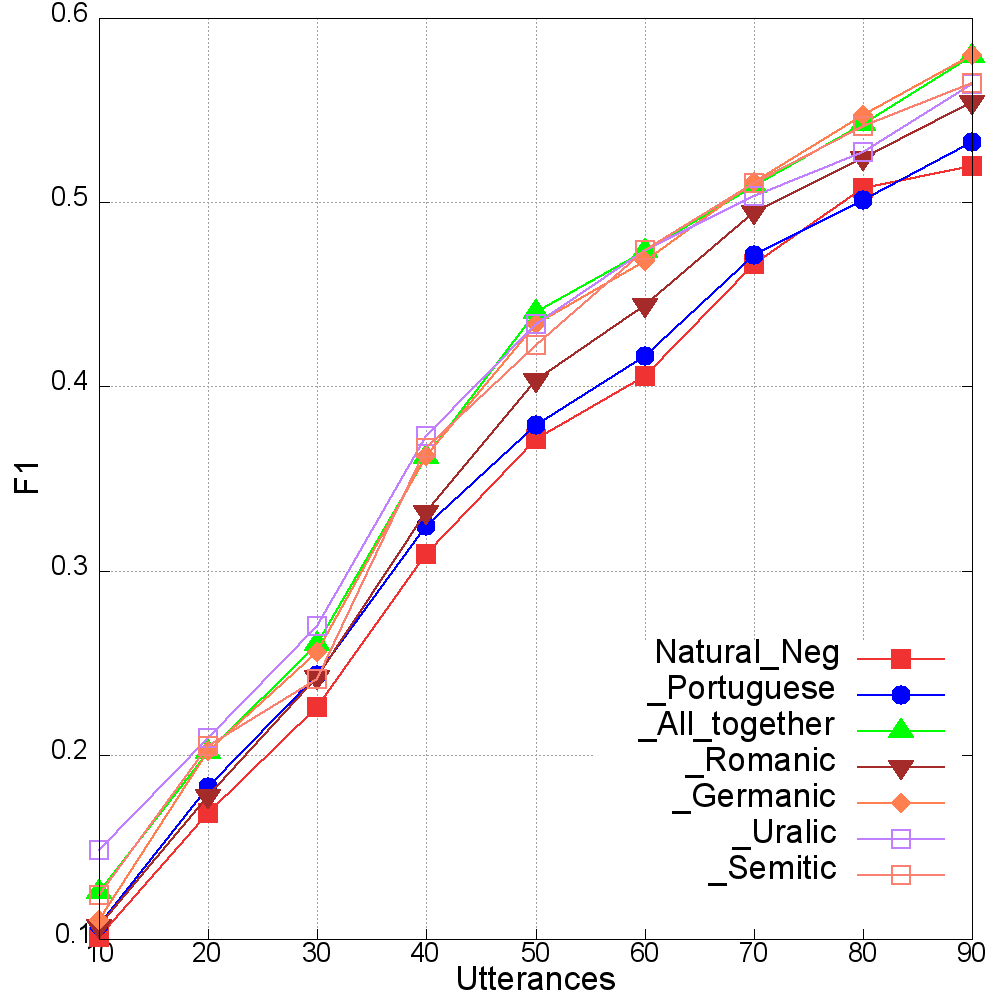 0.6
0.5
0.4
0.3
0.2
0.1
F1
Natural_Neg
_Portuguese
_All_together
_Romanic
_Germanic
_Uralic
_Semitic
10 20 30 40 50 60 70 80 90
Utterances